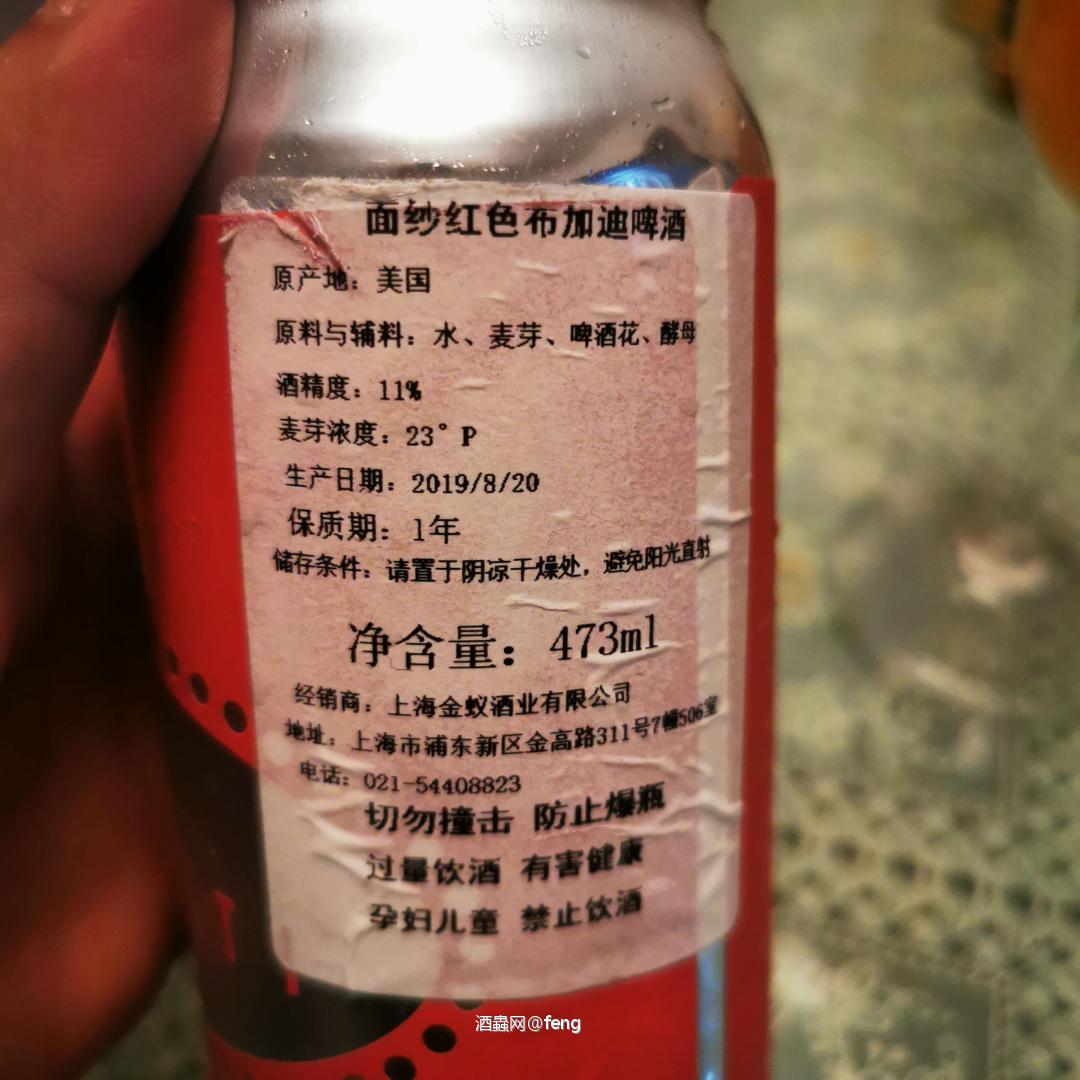 面纱红色布加迪啤酒
原产地：美国
原料与辅料：水、麦芽、啤酒花、酵母
酒精度：11%
麦芽浓度：23°P
生产日期：2019/8/20
保质期：1年
储存条件：请置于阴凉干燥处，避免阳光直射
净含量：473ml
经销商：上海金蚁酒业有限公司
地址：上海市浦东新区金高路311号7幢506室
电话：021-54408823
切勿撞击 防止爆瓶
过量饮酒 有害健康
孕妇儿童 禁止饮酒
酒蟲网@feng